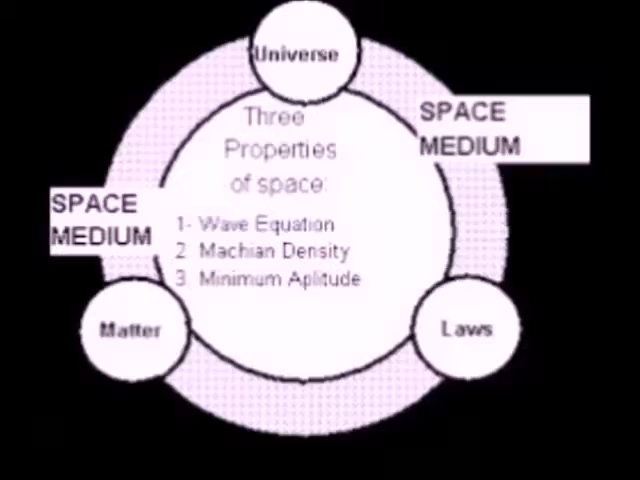 Universe
SPACE
MEDIUM
Three
Properties
of space:
SPACE
MEDIUM
1- Wave Equation
2 Machian Density
3 Minimum Aplitude
Matter
Laws